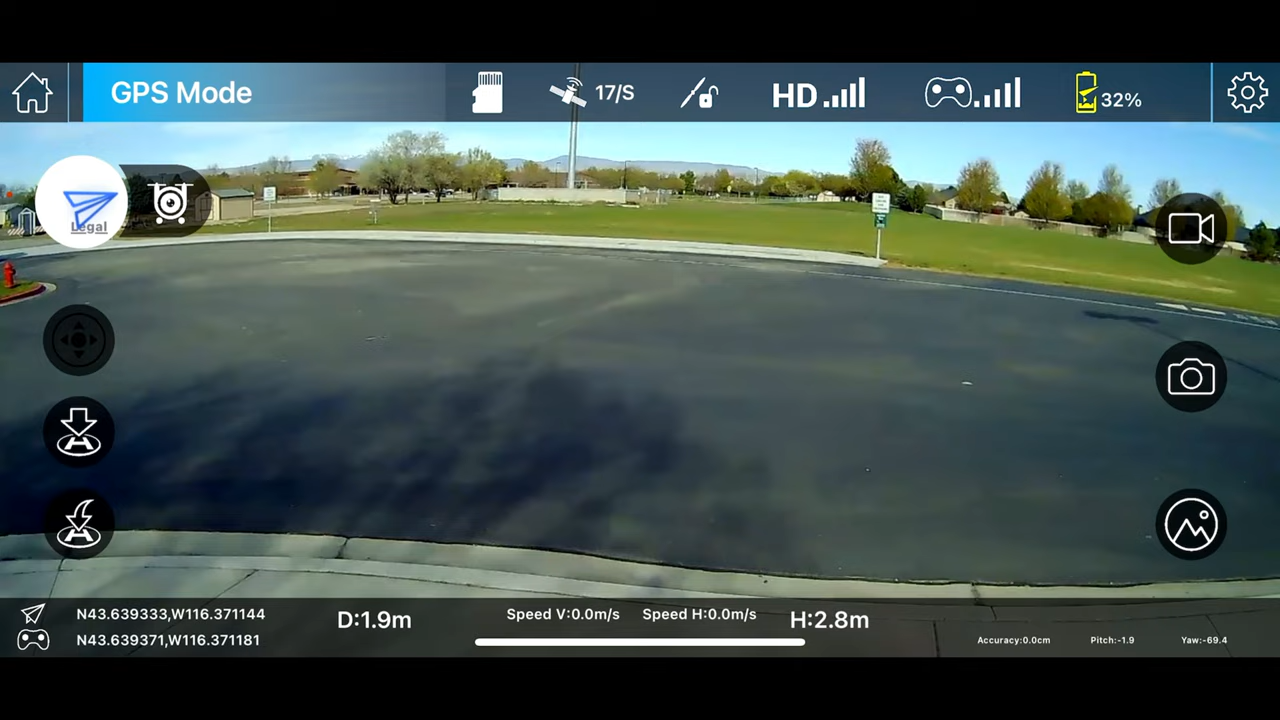 GPS Mode
17/S
HD
32%
Legal
N43.639333,W116.371144
N43.639371,W116.371181
D:1.9m
Speed V:0.0m/s
Speed H:0.0m/s
H:2.8m
Accuracy:0.0cm
Pitch:-1.9
Yaw:-69.4